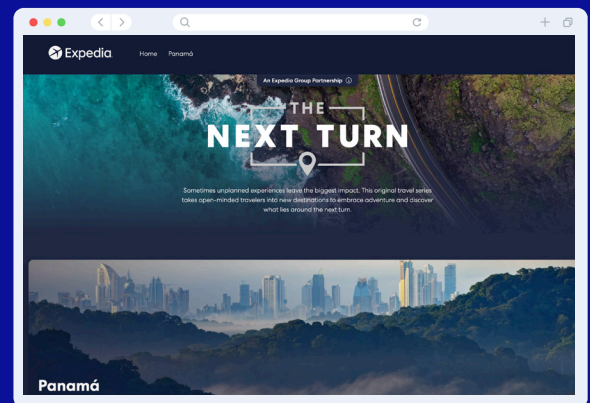 Expedia
Home Panamá
An Expedia Group Partnership
THE
NEXT TURN
Sometimes unplanned experiences leave the biggest impact. This original travel series
takes open-minded travelers into new destinations to embrace adventure and discover
what lies around the next turn.
Panamá